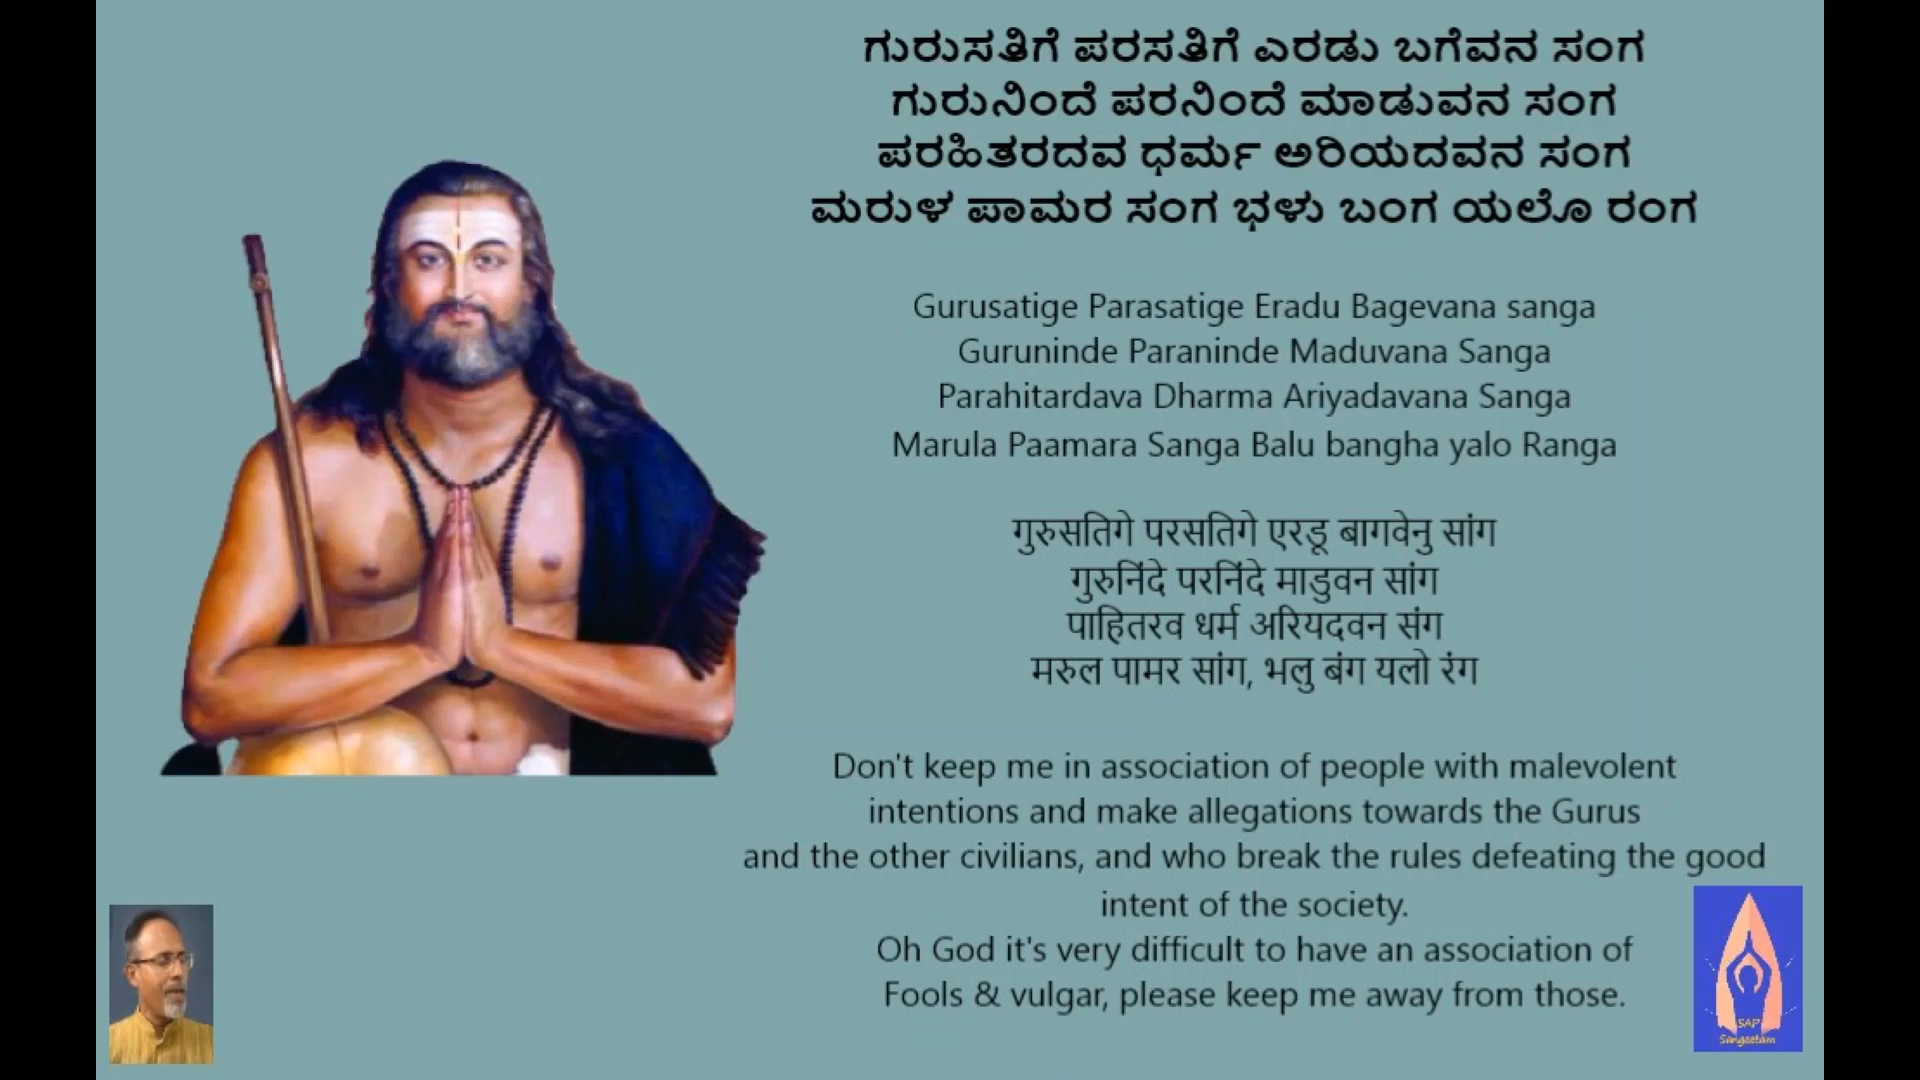 ಗುರುಸತಿಗೆ ಪರಸತಿಗೆ ಎರಡು ಬಗೆವನ ಸಂಗ
ಗುರುನಿಂದೆ ಪರನಿಂದೆ ಮಾಡುವನ ಸಂಗ
ಪರಹಿತರದವ ಧರ್ಮ ಅರಿಯದವನ ಸಂಗ
ಮರುಳ ಪಾಮರ ಸಂಗ ಭಳು ಬಂಗ ಯಲೊ ರಂಗ
Gurusatige Parasatige Eradu Bagevana sanga
Guruninde Paraninde Maduvana Sanga
Parahitardava Dharma Ariyadavana Sanga
Marula Paamara Sanga Balu bangha yalo Ranga
गुरुसतिगे परसतिगे एरडू बागवेनु सांग
गुरुनिंदे परनिंदे माडुवन सांग
पाहितरव धर्म अरियदवन संग
मरुल पामर सांग, भलु बंग यलो रंग
Don't keep me in association of people with malevolent
intentions and make allegations towards the Gurus
and the other civilians, and who break the rules defeating the good
intent of the society.
Oh God it's very difficult to have an association of
Fools & vulgar, please keep me away from those.
SAP
Sangeetam